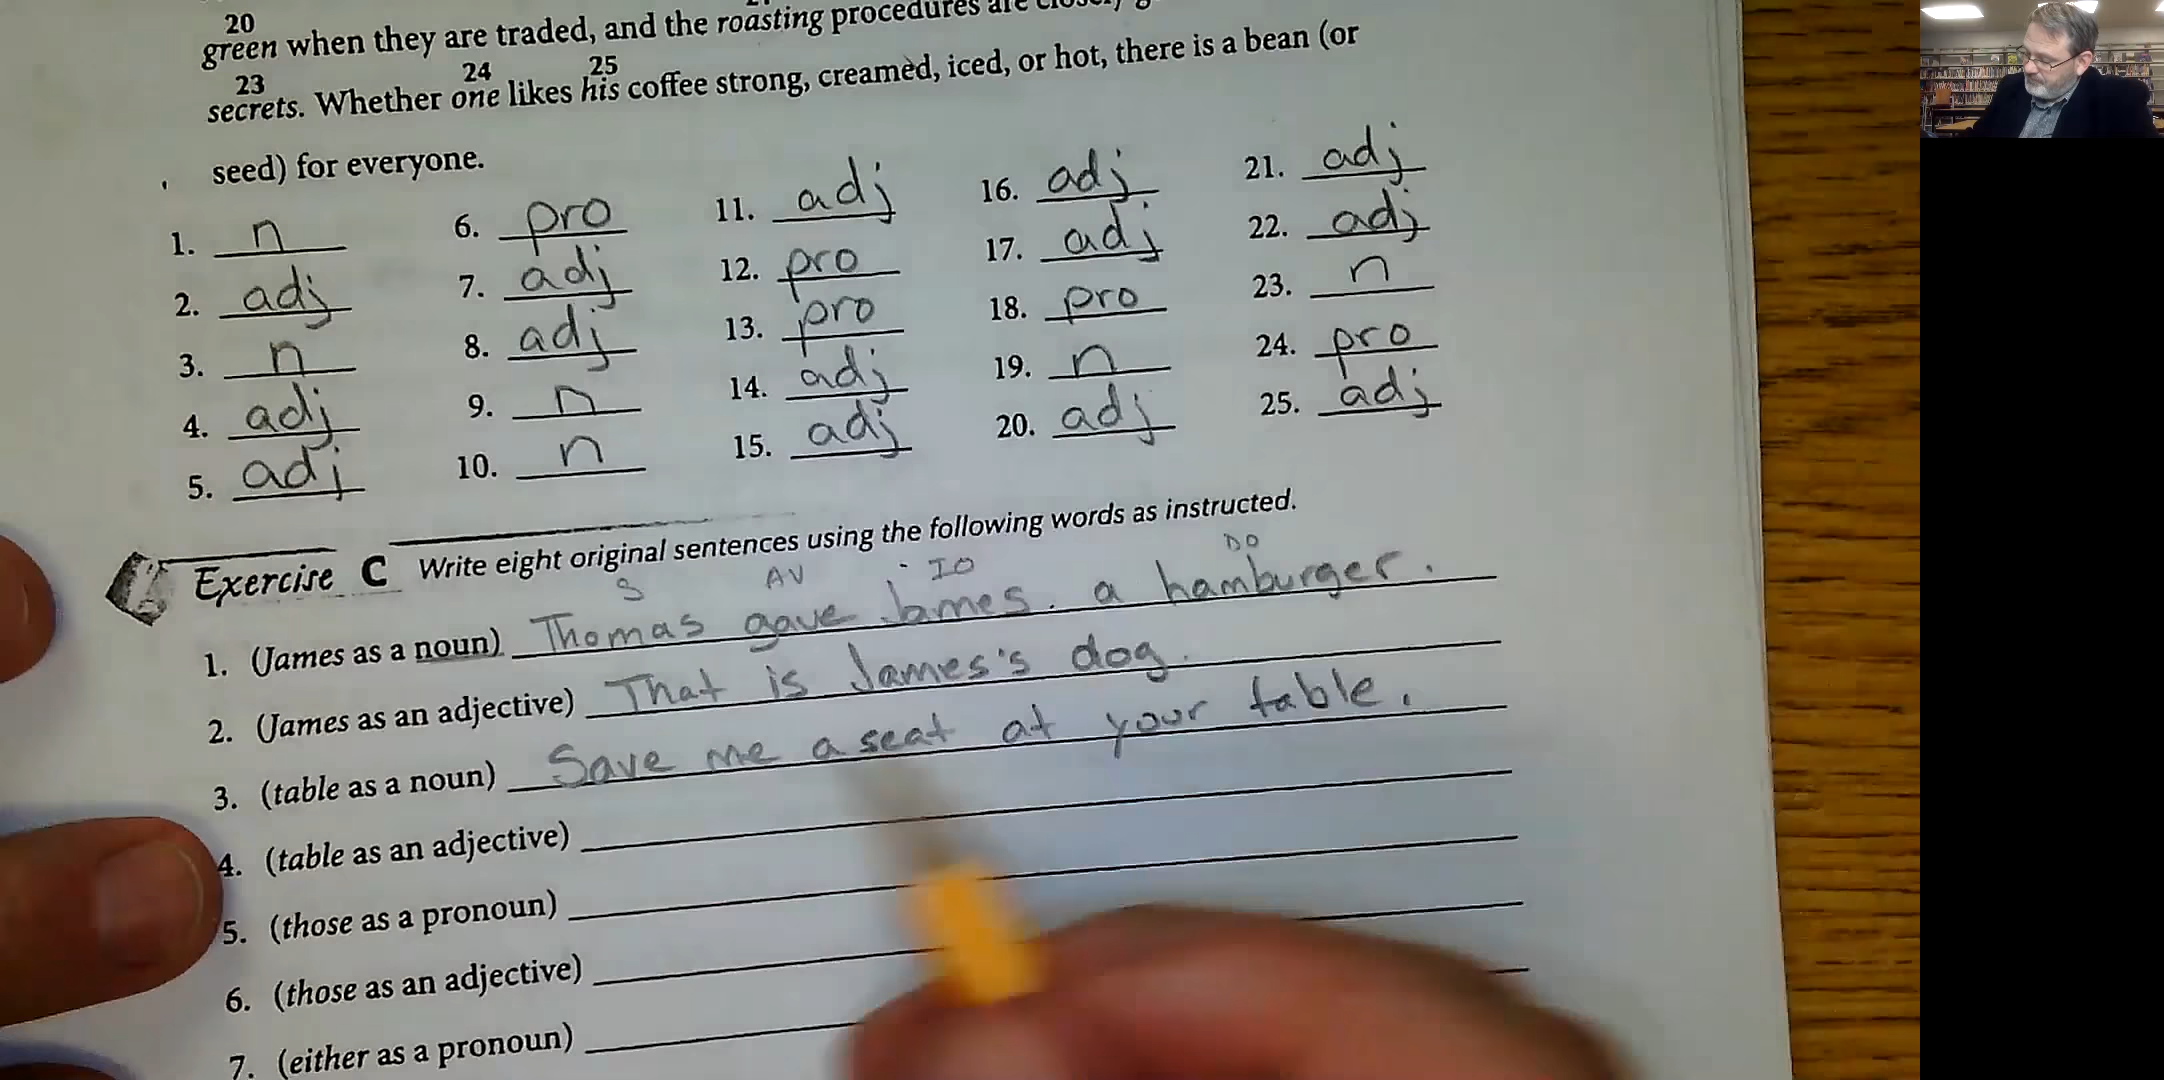 20
green when they are traded, and the roasting procedures are closely
23 24 25
secrets. Whether one likes his coffee strong, creamed, iced, or hot, there is a bean (or
seed) for everyone.
1. n 6. pro 11. adj 16. adj 21. adj
2. adj 7. adj 12. pro 17. adj 22. adj
3. n 8. adj 13. pro 18. pro 23. n
4. adj 9. n 14. adj 19. n 24. pro
5. adj 10. n 15. adj 20. adj 25. adj
Exercise C Write eight original sentences using the following words as instructed.
S AV IO DO
1. (James as a noun) Thomas gave James a hamburger.
2. (James as an adjective) That is James's dog.
3. (table as a noun) Save me a seat at your table.
4. (table as an adjective)
5. (those as a pronoun)
6. (those as an adjective)
7. (either as a pronoun)